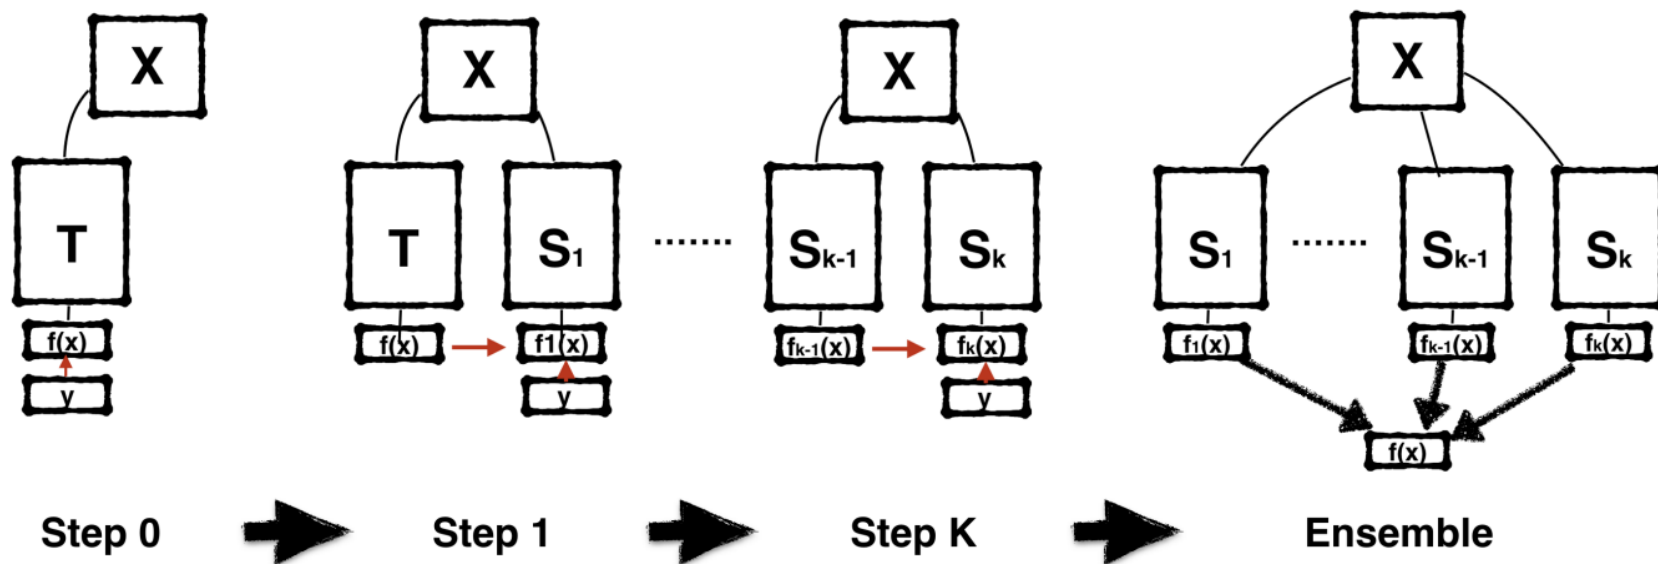 X
X
X
X
T
T
S1
.......
Sk-1
Sk
S1
.......
Sk-1
Sk
f(x)
f(x)
f1(x)
fk-1(x)
fk(x)
f1(x)
fk-1(x)
fk(x)
y
y
y
f(x)
Step 0
Step 1
Step K
Ensemble